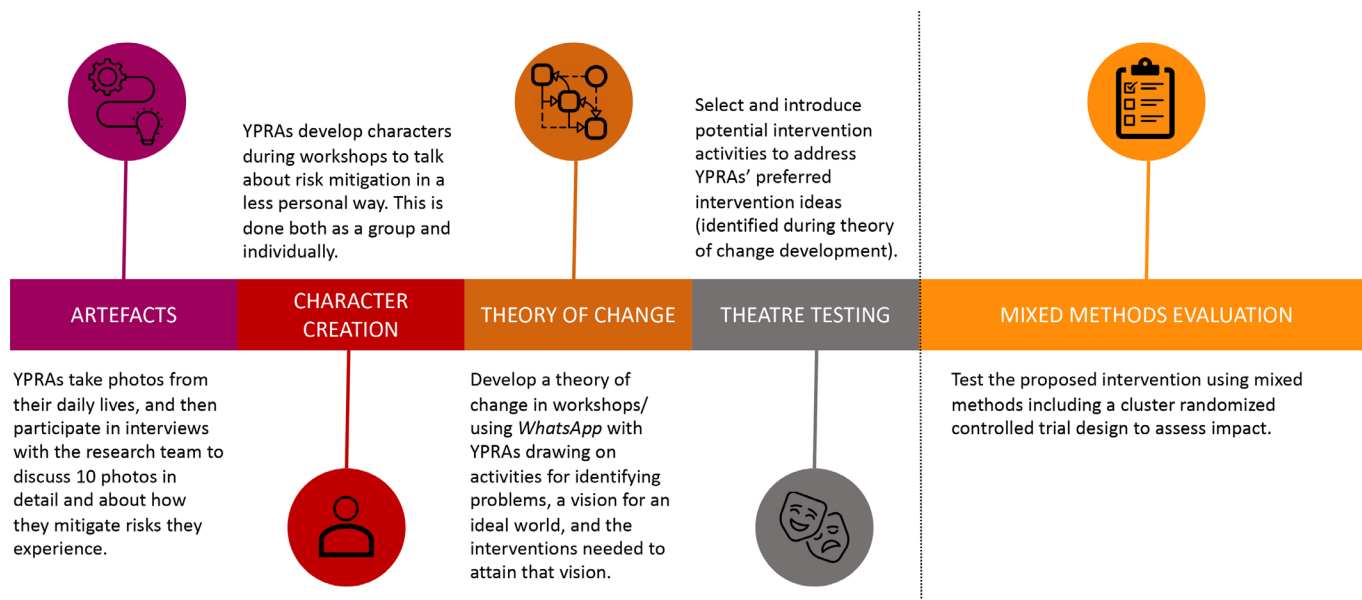 ARTEFACTS
YPRAs take photos from
their daily lives, and then
participate in interviews
with the research team to
discuss 10 photos in
detail and about how
they mitigate risks they
experience.
YPRAs develop characters
during workshops to talk
about risk mitigation in a
less personal way. This is
done both as a group and
individually.
CHARACTER
CREATION
THEORY OF CHANGE
Develop a theory of
change in workshops/
using WhatsApp with
YPRAs drawing on
activities for identifying
problems, a vision for an
ideal world, and the
interventions needed to
attain that vision.
Select and introduce
potential intervention
activities to address
YPRAs’ preferred
intervention ideas
(identified during theory
of change development).
THEATRE TESTING
MIXED METHODS EVALUATION
Test the proposed intervention using mixed
methods including a cluster randomized
controlled trial design to assess impact.